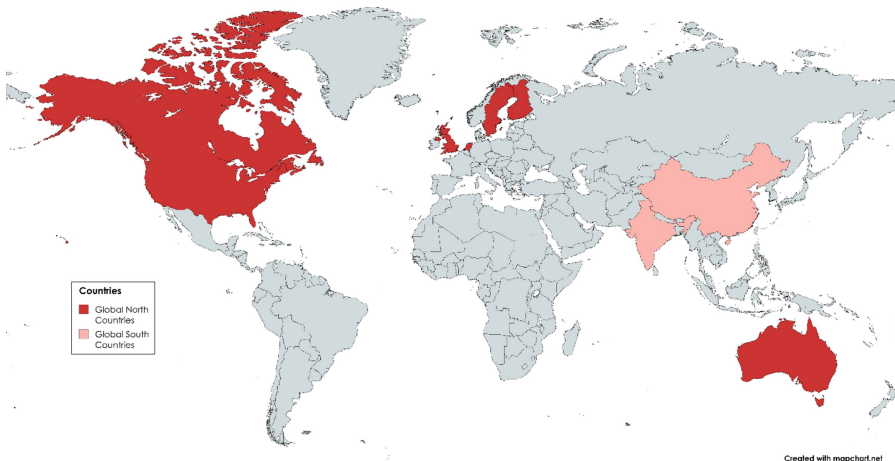 Countries
Global North
Countries
Global South
Countries
Created with mapchart.net